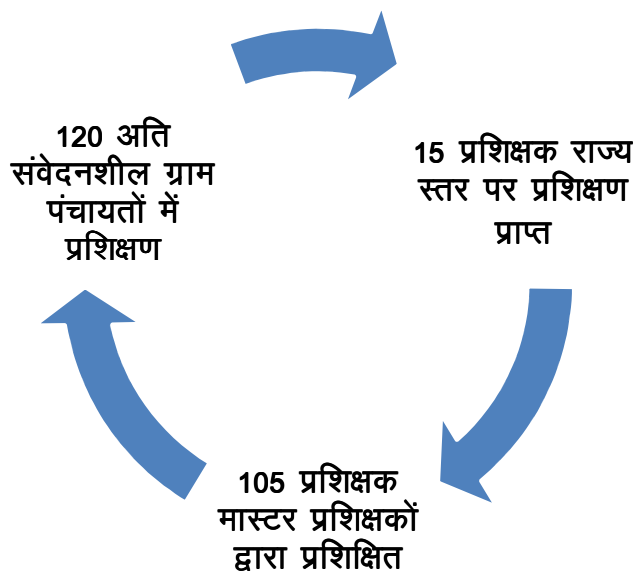 120 अति
संवेदनशील ग्राम
पंचायतों में
प्रशिक्षण
15 प्रशिक्षक राज्य
स्तर पर प्रशिक्षण
प्राप्त
105 प्रशिक्षक
मास्टर प्रशिक्षकों
द्वारा प्रशिक्षित